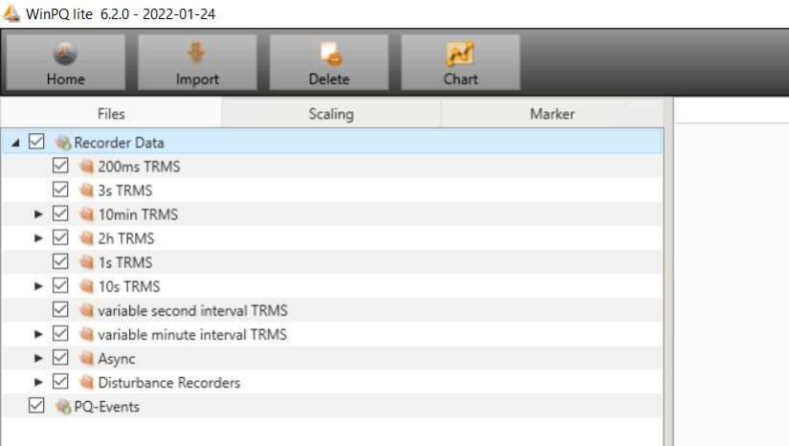 WinPQ lite 6.2.0 - 2022-01-24
Home Import Delete Chart
Files Scaling Marker
Recorder Data
200ms TRMS
3s TRMS
10min TRMS
2h TRMS
1s TRMS
10s TRMS
variable second interval TRMS
variable minute interval TRMS
Async
Disturbance Recorders
PQ-Events